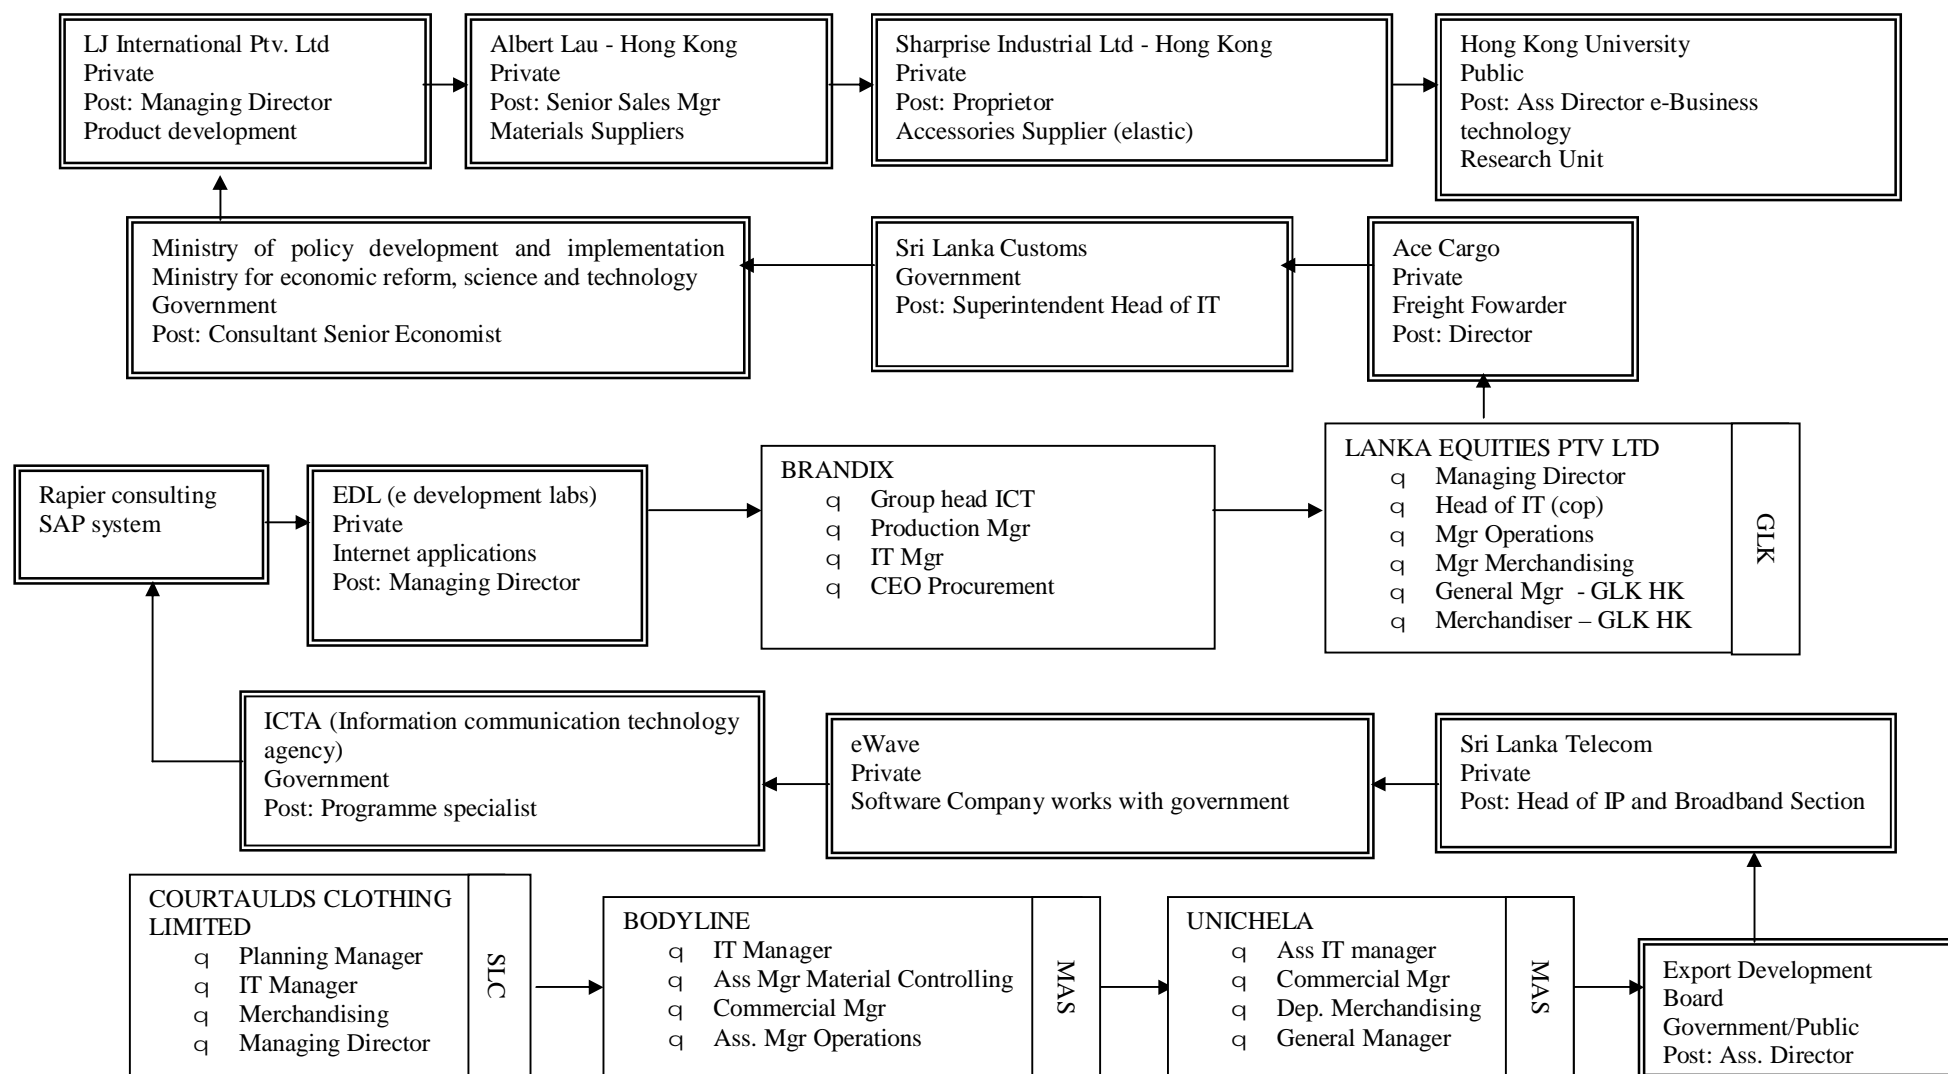 LJ International Ptv. Ltd
Private
Post: Managing Director
Product development
Albert Lau - Hong Kong
Private
Post: Senior Sales Mgr
Materials Suppliers
Sharprise Industrial Ltd - Hong Kong
Private
Post: Proprietor
Accessories Supplier (elastic)
Hong Kong University
Public
Post: Ass Director e-Business
technology
Research Unit
Ministry of policy development and implementation
Ministry for economic reform, science and technology
Government
Post: Consultant Senior Economist
Sri Lanka Customs
Government
Post: Superintendent Head of IT
Ace Cargo
Private
Freight Fowarder
Post: Director
Rapier consulting
SAP system
EDL (e development labs)
Private
Internet applications
Post: Managing Director
BRANDIX
q Group head ICT
q Production Mgr
q IT Mgr
q CEO Procurement
LANKA EQUITIES PTV LTD
q Managing Director
q Head of IT (cop)
q Mgr Operations
q Mgr Merchandising
q General Mgr - GLK HK
q Merchandiser – GLK HK
GLK
ICTA (Information communication technology
agency)
Government
Post: Programme specialist
eWave
Private
Software Company works with government
Sri Lanka Telecom
Private
Post: Head of IP and Broadband Section
COURTAULDS CLOTHING
LIMITED
q Planning Manager
q IT Manager
q Merchandising
q Managing Director
SLC
BODYLINE
q IT Manager
q Ass Mgr Material Controlling
q Commercial Mgr
q Ass. Mgr Operations
MAS
UNICHELA
q Ass IT manager
q Commercial Mgr
q Dep. Merchandising
q General Manager
MAS
Export Development
Board
Government/Public
Post: Ass. Director